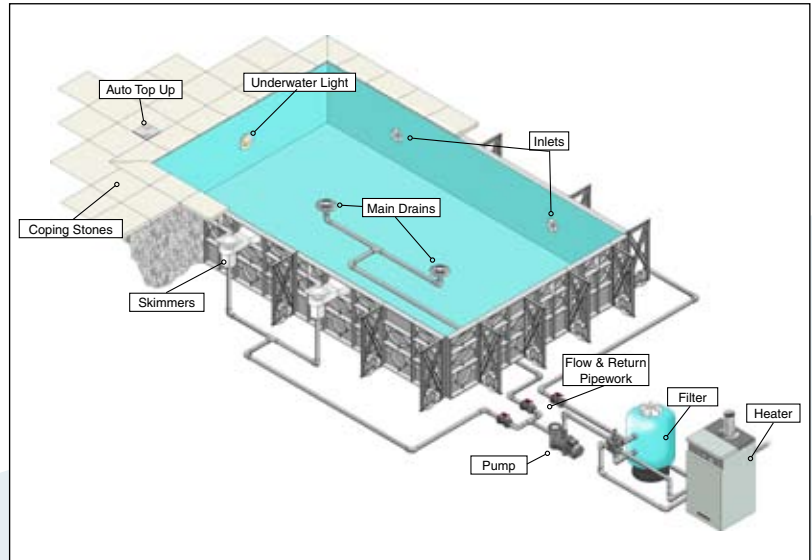 Auto Top Up
Underwater Light
Inlets
Main Drains
Coping Stones
Skimmers
Flow & Return
Pipework
Filter
Heater
Pump